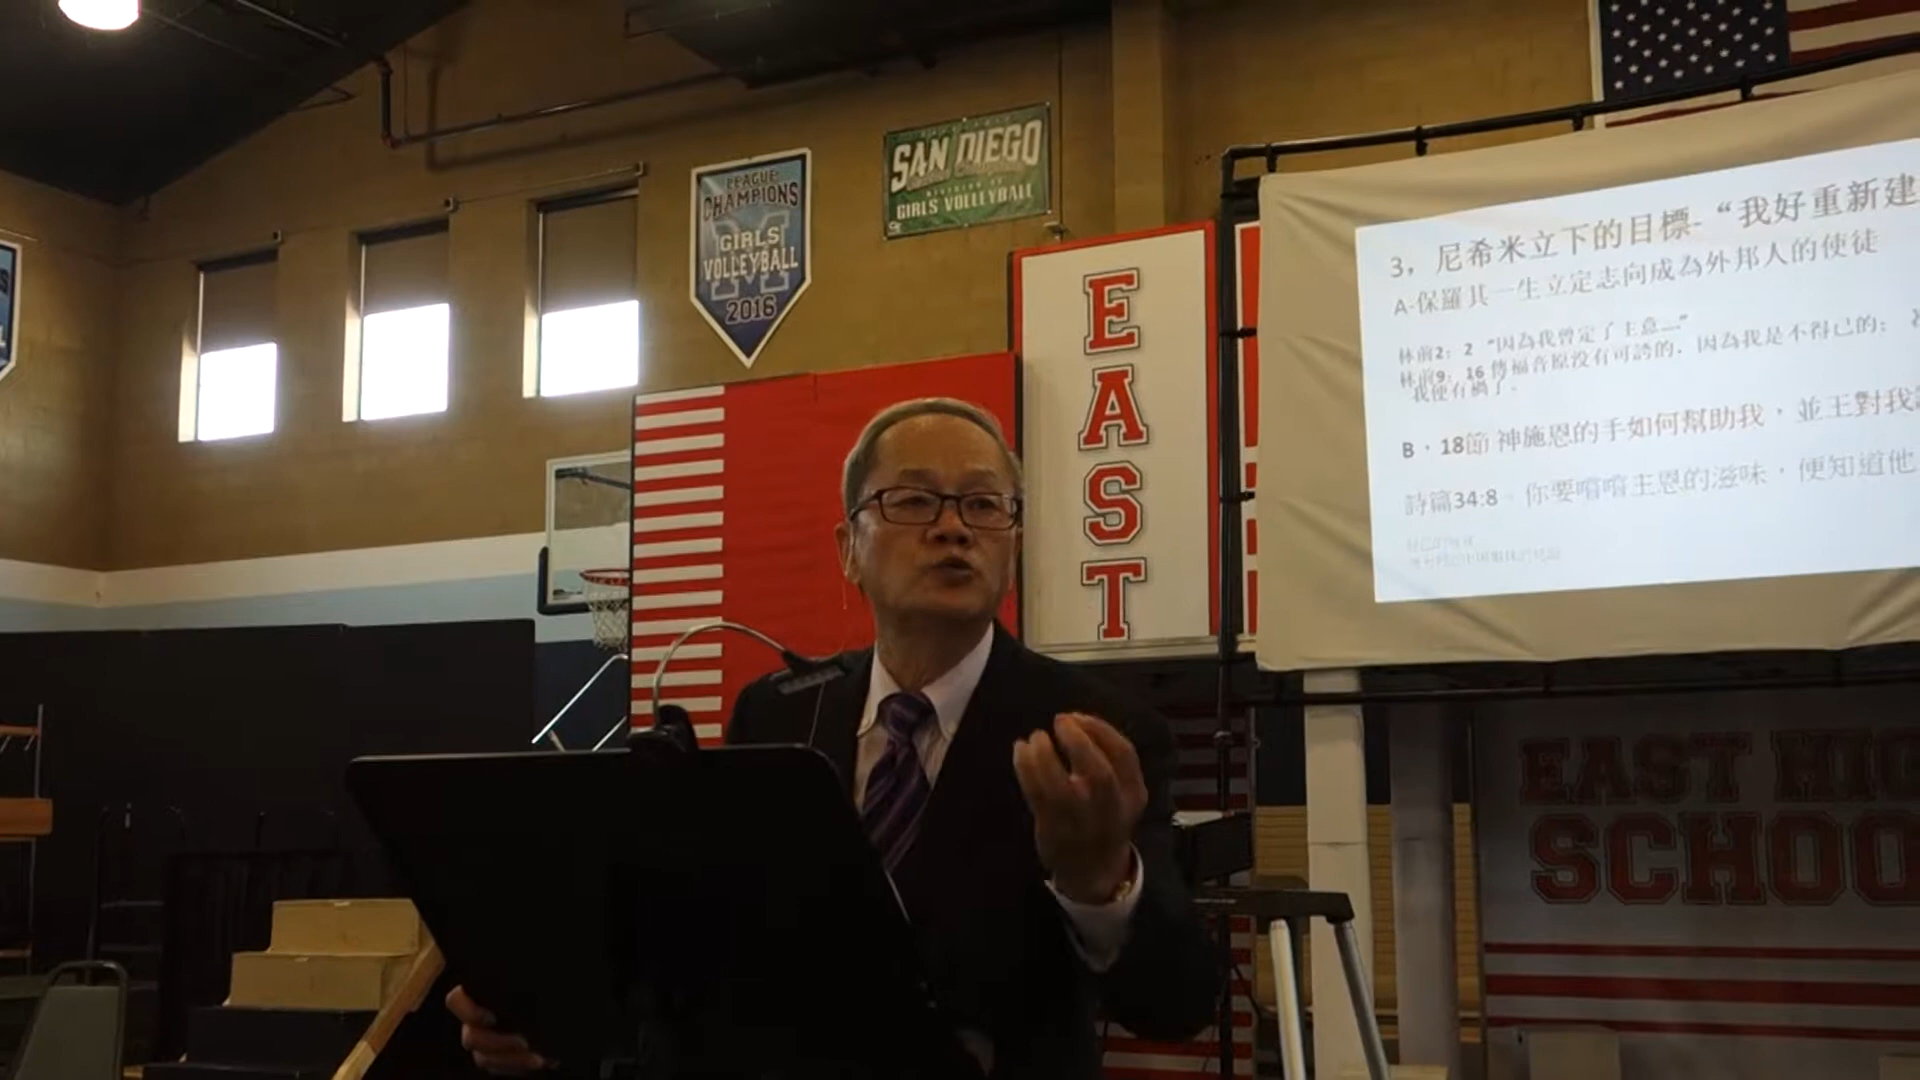 LEAGUE
CHAMPIONS
GIRLS
VOLLEYBALL
2016
SAN DIEGO
GIRLS VOLLEYBALL
EAST
3，尼希米立下的目標-“我好重新建
A-保羅其一生立定志向成為外邦人的使徒
林前2：2 “因為我曾定了主意…”
林前9：16 傳福音原没有可誇的．因為我是不得已的；
我便有禍了．
B，18節 神施恩的手如何幫助我，並王對我
詩篇34:8 - 你要嚐嚐主恩的滋味，便知道他
EAST HIG
SCHOO